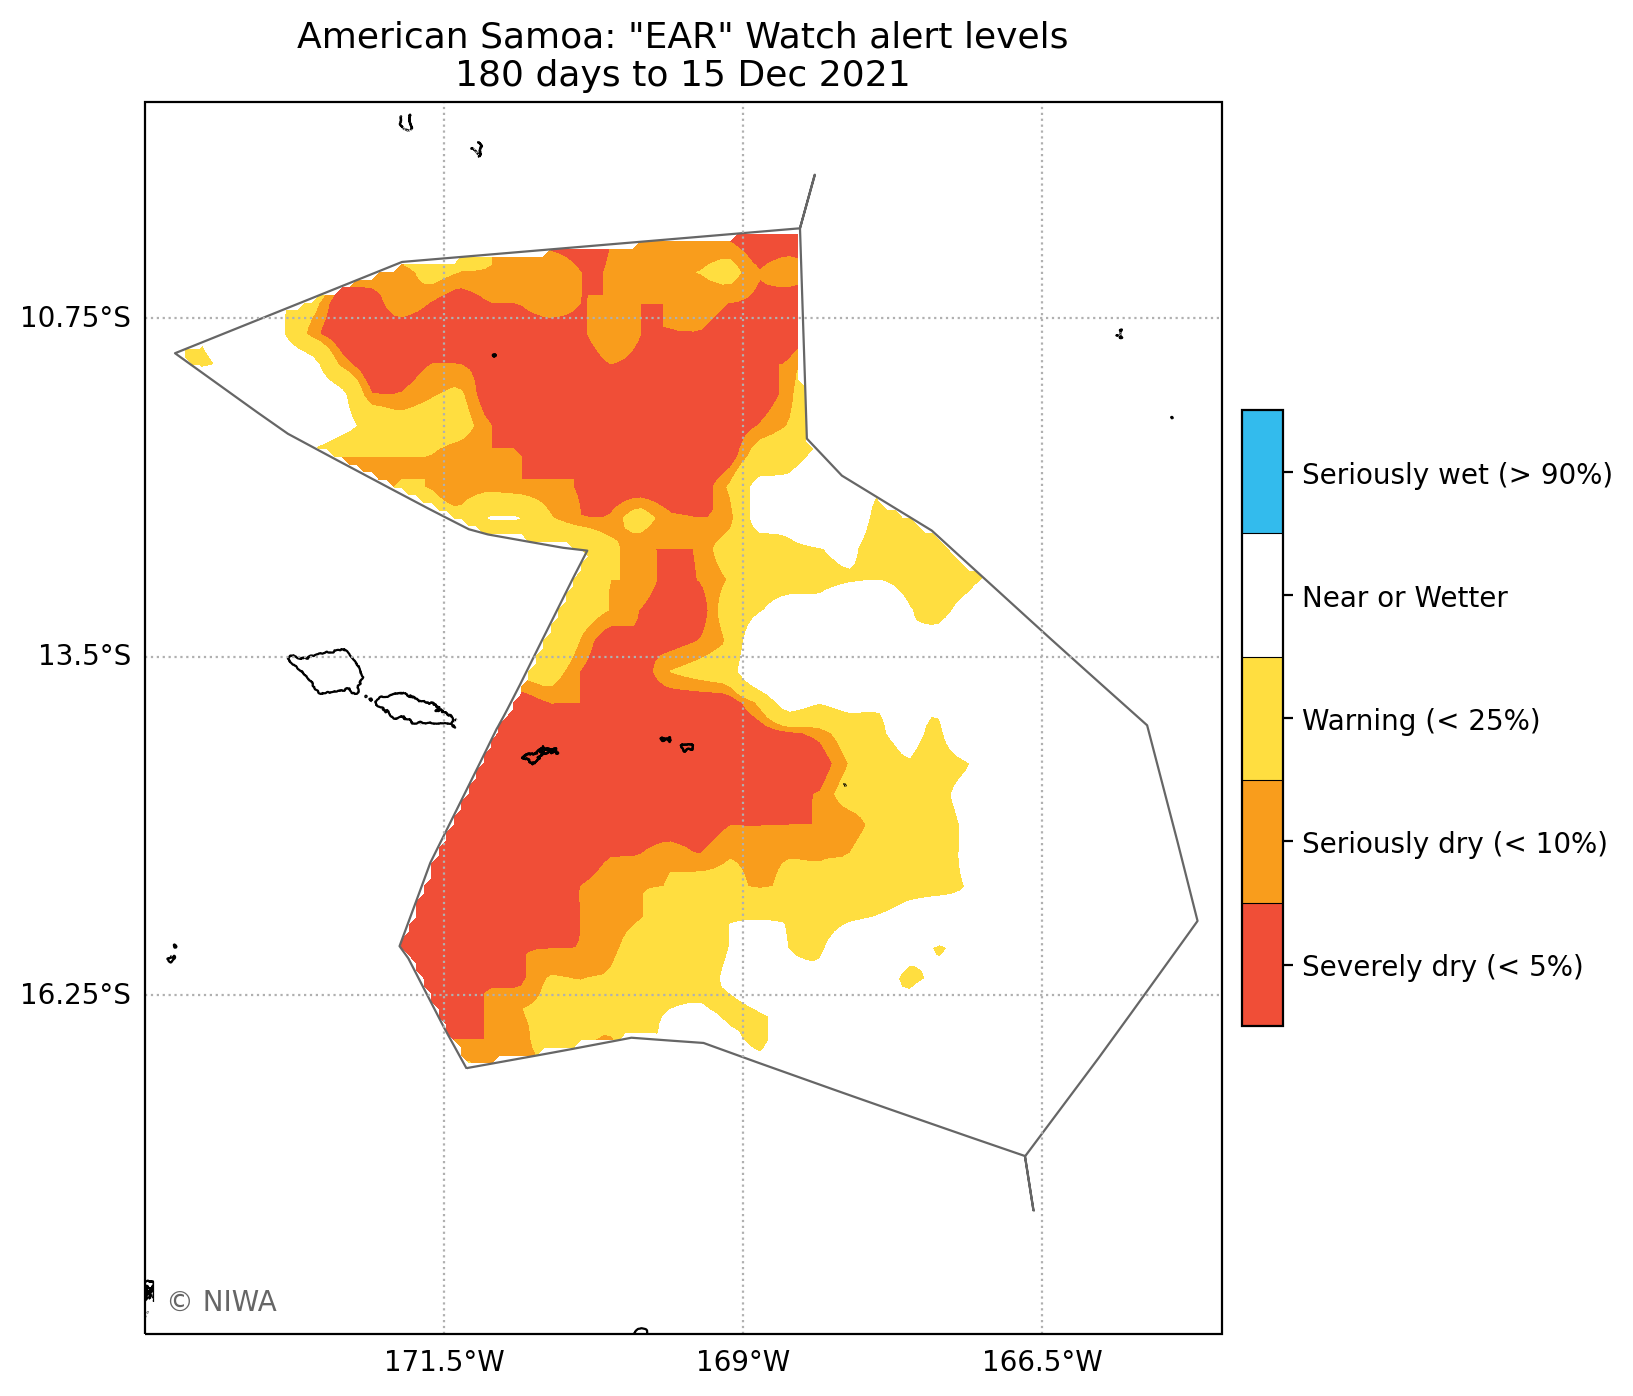 American Samoa: "EAR" Watch alert levels
180 days to 15 Dec 2021
10.75°S
13.5°S
16.25°S
171.5°W
169°W
166.5°W
Seriously wet (> 90%)
Near or Wetter
Warning (< 25%)
Seriously dry (< 10%)
Severely dry (< 5%)
© NIWA